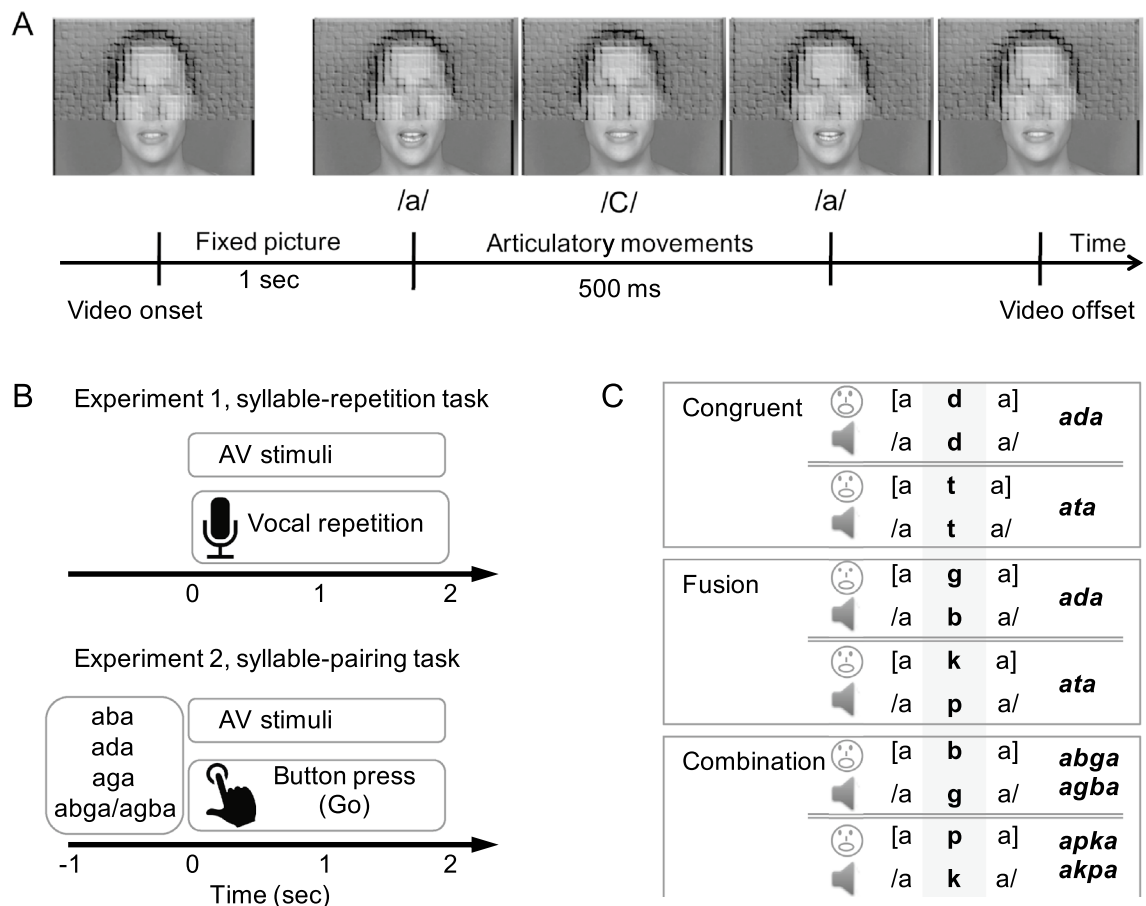 A
/a/ /C/ /a/
Fixed picture Articulatory movements Time
1 sec 500 ms
Video onset Video offset
B
Experiment 1, syllable-repetition task
AV stimuli
Vocal repetition
0 1 2
Experiment 2, syllable-pairing task
aba
ada
aga
abga/agba
AV stimuli
Button press
(Go)
-1 0 1 2
Time (sec)
C
Congruent
[a d a]
/a d a/
ada
[a t a]
/a t a/
ata
Fusion
[a g a]
/a b a/
ada
[a k a]
/a p a/
ata
Combination
[a b a]
/a g a/
abga
agba
[a p a]
/a k a/
apka
akpa